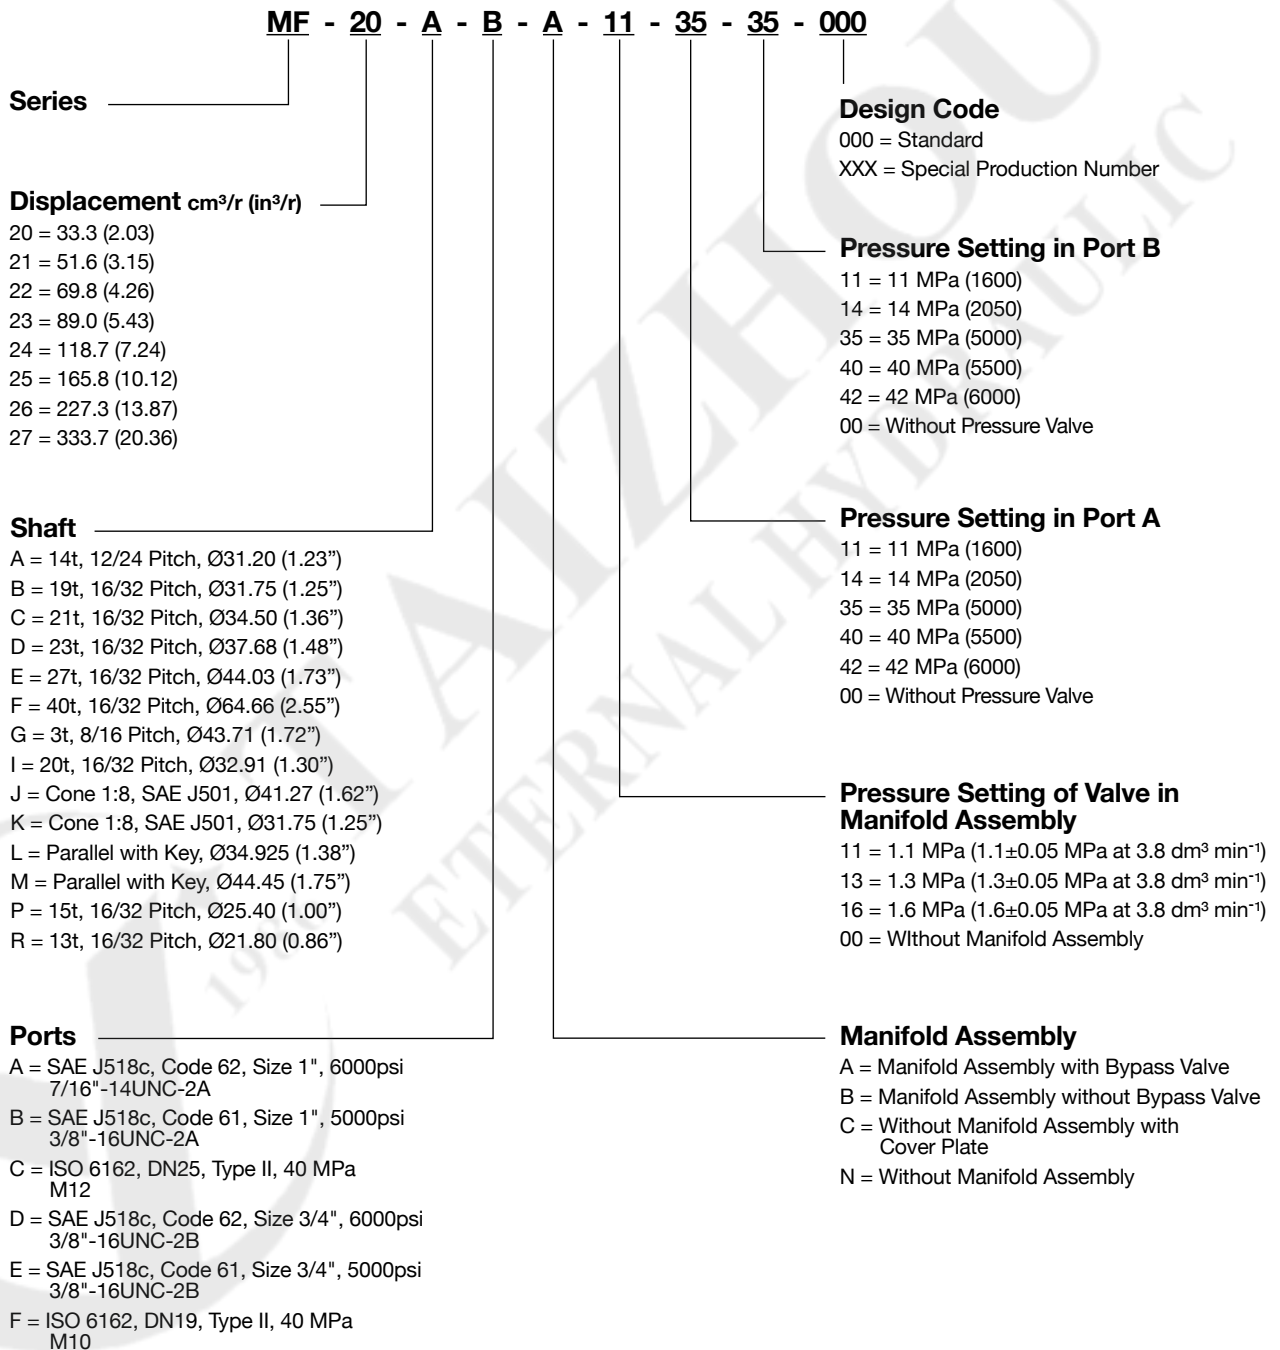 MF - 20 - A - B - A - 11 - 35 - 35 - 000
Series
Displacement cm³/r (in³/r)
20 = 33.3 (2.03)
21 = 51.6 (3.15)
22 = 69.8 (4.26)
23 = 89.0 (5.43)
24 = 118.7 (7.24)
25 = 165.8 (10.12)
26 = 227.3 (13.87)
27 = 333.7 (20.36)
Shaft
A = 14t, 12/24 Pitch, Ø31.20 (1.23”)
B = 19t, 16/32 Pitch, Ø31.75 (1.25”)
C = 21t, 16/32 Pitch, Ø34.50 (1.36”)
D = 23t, 16/32 Pitch, Ø37.68 (1.48”)
E = 27t, 16/32 Pitch, Ø44.03 (1.73”)
F = 40t, 16/32 Pitch, Ø64.66 (2.55”)
G = 3t, 8/16 Pitch, Ø43.71 (1.72”)
I = 20t, 16/32 Pitch, Ø32.91 (1.30”)
J = Cone 1:8, SAE J501, Ø41.27 (1.62”)
K = Cone 1:8, SAE J501, Ø31.75 (1.25”)
L = Parallel with Key, Ø34.925 (1.38”)
M = Parallel with Key, Ø44.45 (1.75”)
P = 15t, 16/32 Pitch, Ø25.40 (1.00”)
R = 13t, 16/32 Pitch, Ø21.80 (0.86”)
Ports
A = SAE J518c, Code 62, Size 1", 6000psi
7/16"-14UNC-2A
B = SAE J518c, Code 61, Size 1", 5000psi
3/8"-16UNC-2A
C = ISO 6162, DN25, Type II, 40 MPa
M12
D = SAE J518c, Code 62, Size 3/4", 6000psi
3/8"-16UNC-2B
E = SAE J518c, Code 61, Size 3/4", 5000psi
3/8"-16UNC-2B
F = ISO 6162, DN19, Type II, 40 MPa
M10
Design Code
000 = Standard
XXX = Special Production Number
Pressure Setting in Port B
11 = 11 MPa (1600)
14 = 14 MPa (2050)
35 = 35 MPa (5000)
40 = 40 MPa (5500)
42 = 42 MPa (6000)
00 = Without Pressure Valve
Pressure Setting in Port A
11 = 11 MPa (1600)
14 = 14 MPa (2050)
35 = 35 MPa (5000)
40 = 40 MPa (5500)
42 = 42 MPa (6000)
00 = Without Pressure Valve
Pressure Setting of Valve in
Manifold Assembly
11 = 1.1 MPa (1.1±0.05 MPa at 3.8 dm³ min⁻¹)
13 = 1.3 MPa (1.3±0.05 MPa at 3.8 dm³ min⁻¹)
16 = 1.6 MPa (1.6±0.05 MPa at 3.8 dm³ min⁻¹)
00 = WIthout Manifold Assembly
Manifold Assembly
A = Manifold Assembly with Bypass Valve
B = Manifold Assembly without Bypass Valve
C = Without Manifold Assembly with
Cover Plate
N = Without Manifold Assembly
TAIZHOU
ETERNAL HYDRAULIC